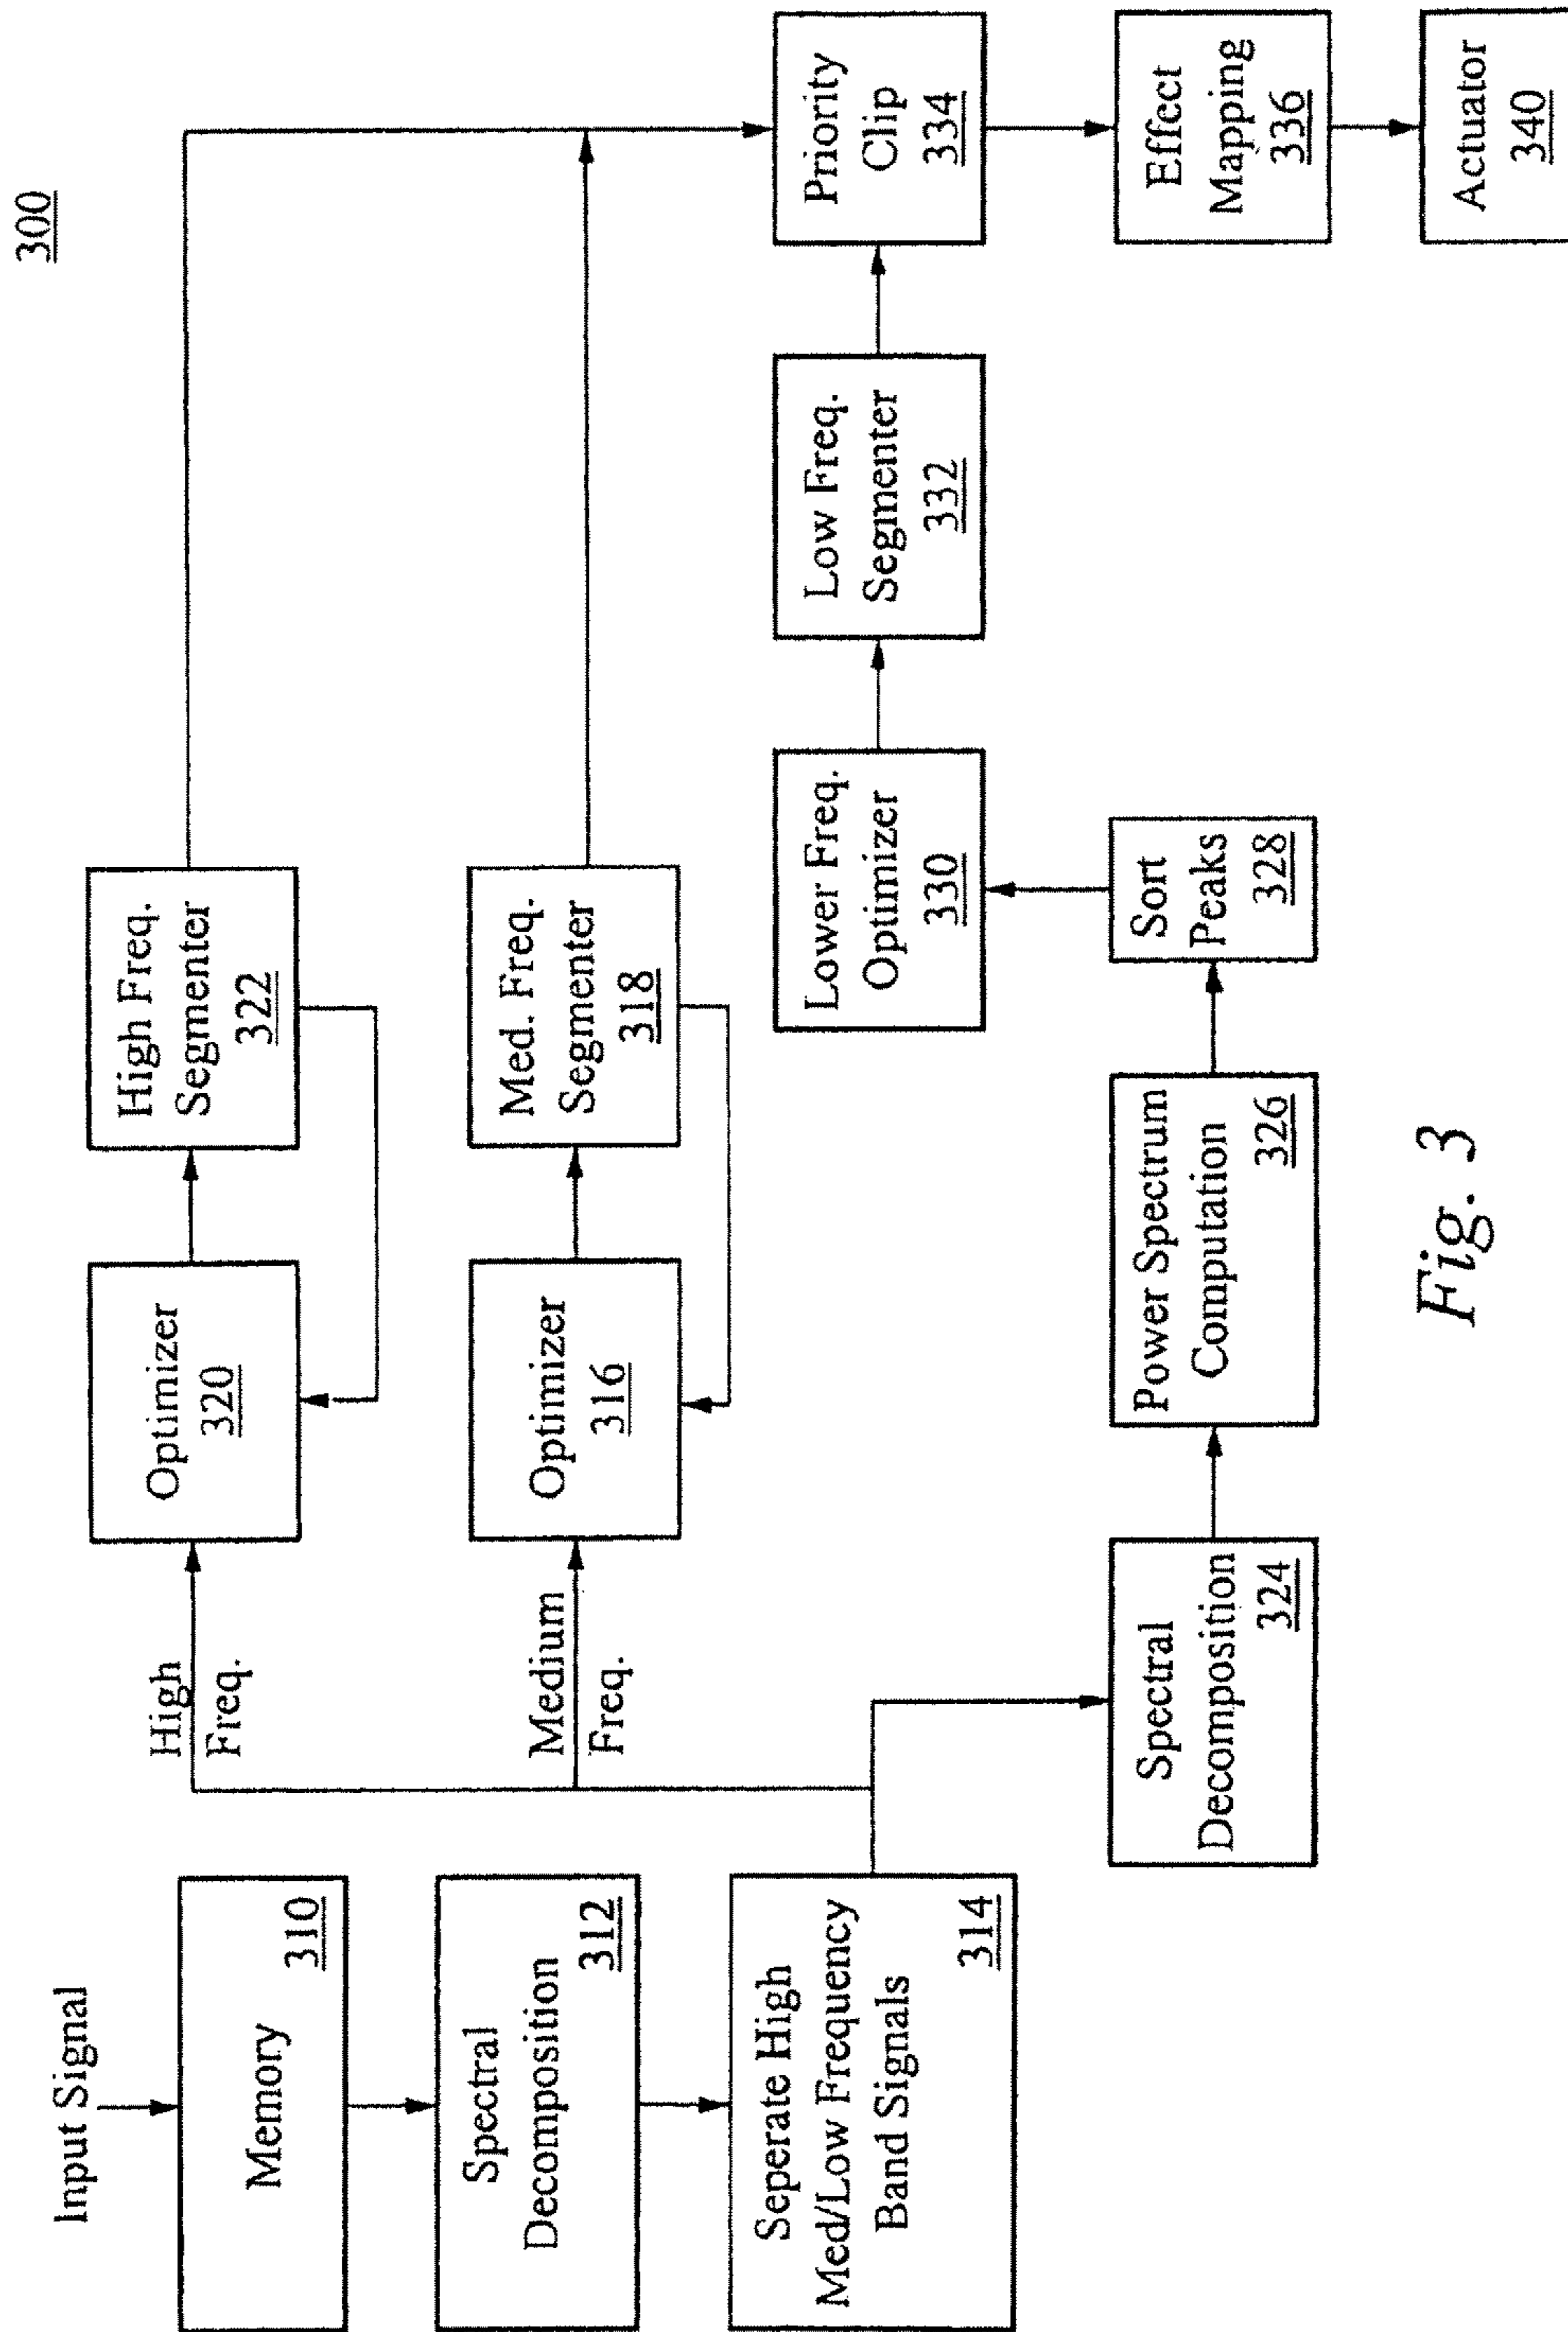 300
Input Signal
Memory
310
Spectral
Decomposition
312
Seperate High
Med/Low Frequency
Band Signals
314
High
Freq.
Optimizer
320
High Freq.
Segmenter
322
Medium
Freq.
Optimizer
316
Med. Freq.
Segmenter
318
Spectral
Decomposition
324
Power Spectrum
Computation
326
Sort
Peaks
328
Lower Freq.
Optimizer
330
Low Freq.
Segmenter
332
Priority
Clip
334
Effect
Mapping
336
Actuator
340
Fig. 3